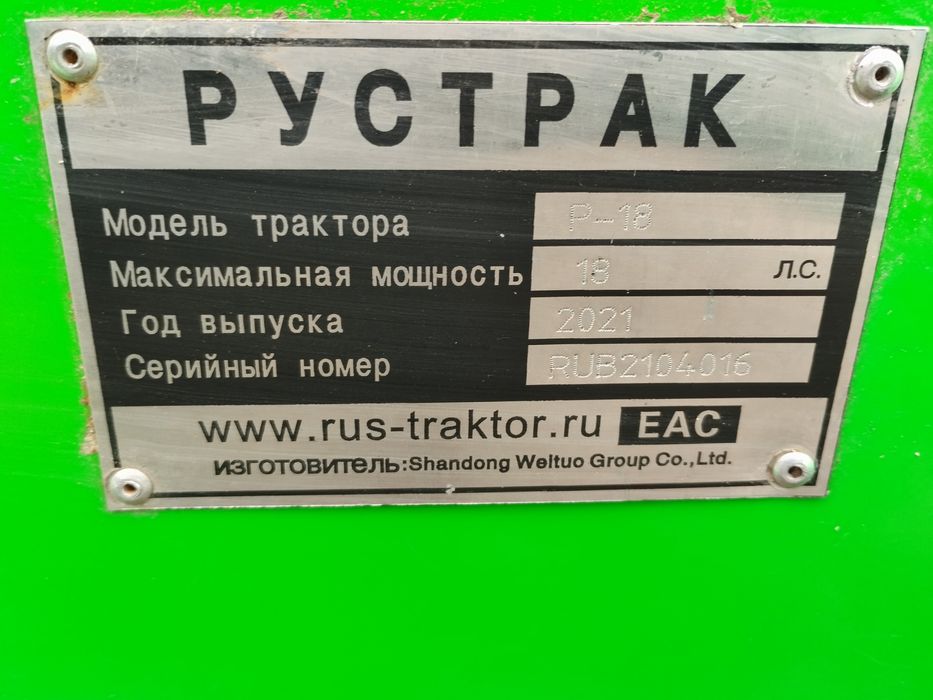 РУСТРАК
Модель трактора Р-18
Максимальная мощность 18 Л.С.
Год выпуска 2021
Серийный номер RUB2104016
www.rus-traktor.ru EAC
изготовитель:Shandong Weituo Group Co.,Ltd.